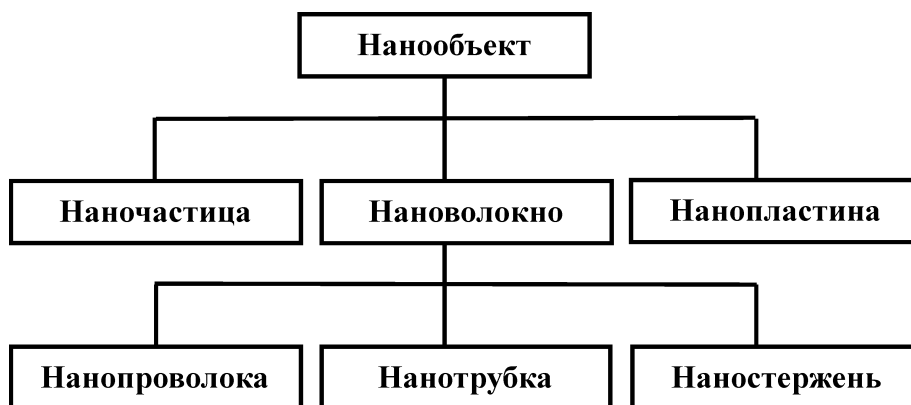 Нанообъект
Наночастица
Нановолокно
Нанопластина
Нанопроволока
Нанотрубка
Наностержень